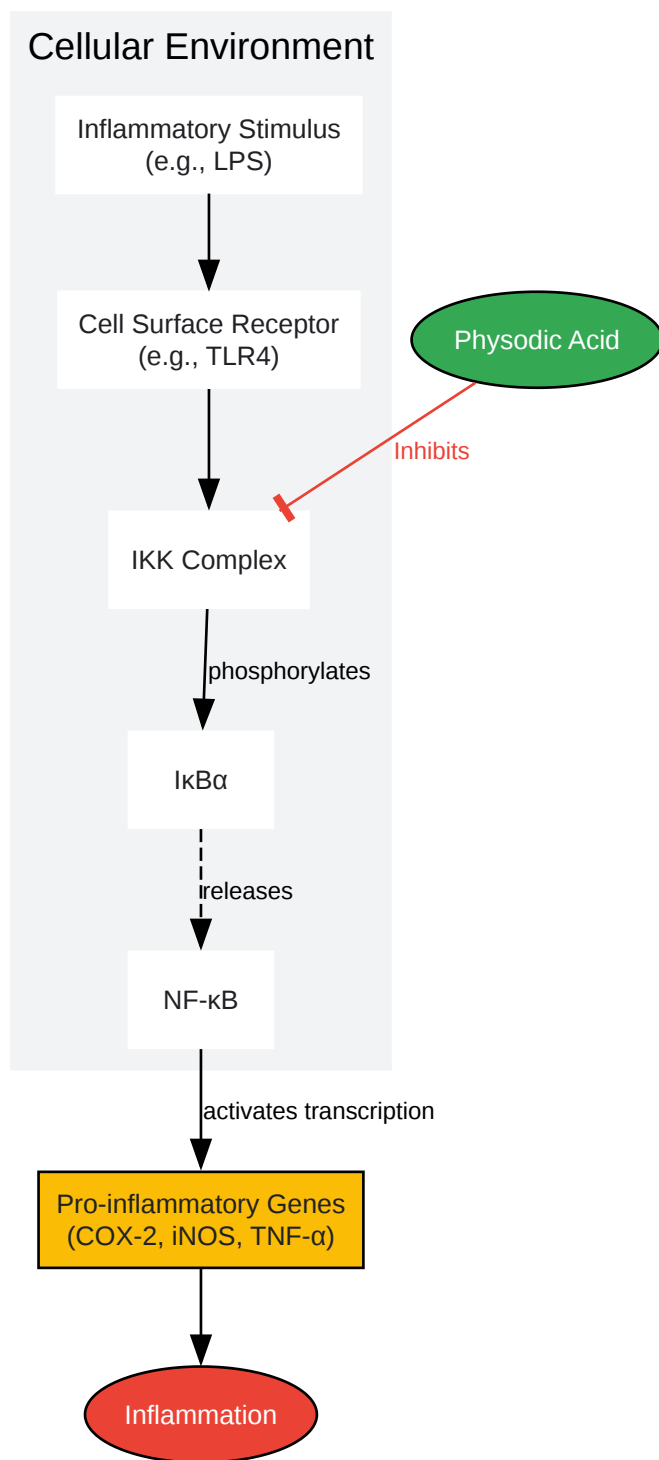 Cellular Environment
Inflammatory Stimulus
(e.g., LPS)
Cell Surface Receptor
(e.g., TLR4)
Physodic Acid
Inhibits
IKK Complex
phosphorylates
IκBα
releases
NF-κB
activates transcription
Pro-inflammatory Genes
(COX-2, iNOS, TNF-α)
Inflammation